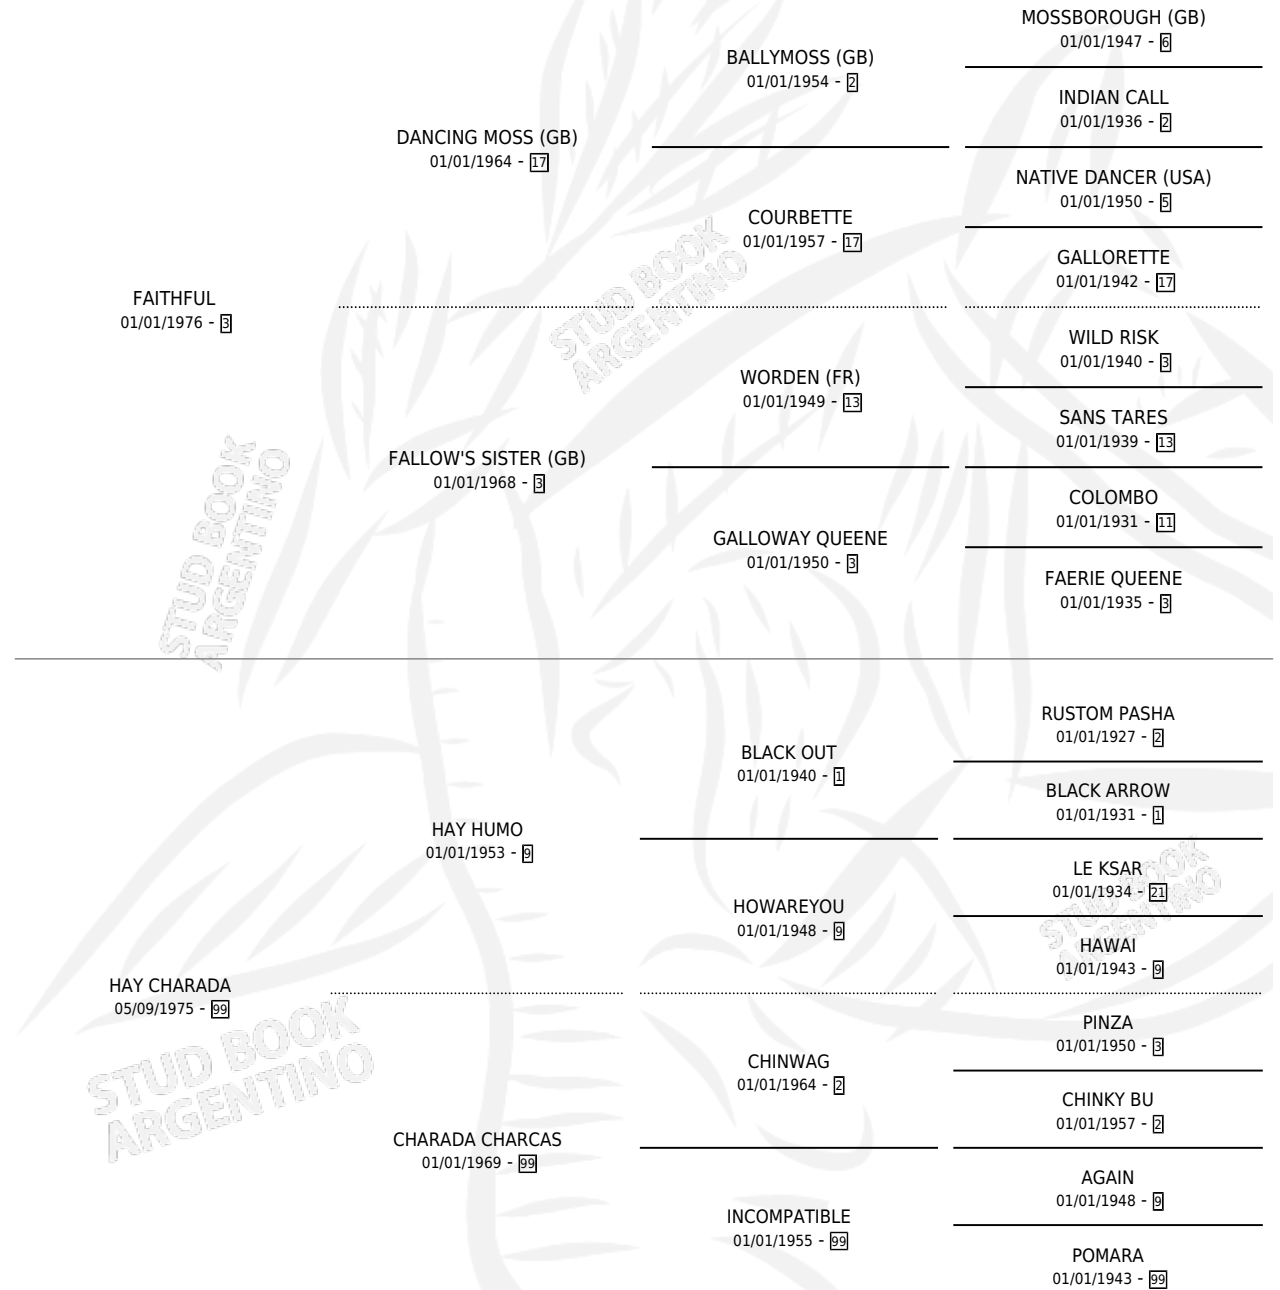 MOSSBOROUGH (GB)
01/01/1947 - 6
BALLYMOSS (GB)
01/01/1954 - 2
INDIAN CALL
01/01/1936 - 2
DANCING MOSS (GB)
01/01/1964 - 17
NATIVE DANCER (USA)
01/01/1950 - 5
COURBETTE
01/01/1957 - 17
GALLORETTE
01/01/1942 - 17
FAITHFUL
01/01/1976 - 3
WILD RISK
01/01/1940 - 3
WORDEN (FR)
01/01/1949 - 13
SANS TARES
01/01/1939 - 13
FALLOW'S SISTER (GB)
01/01/1968 - 3
COLOMBO
01/01/1931 - 11
GALLOWAY QUEENE
01/01/1950 - 3
FAERIE QUEENE
01/01/1935 - 3
RUSTOM PASHA
01/01/1927 - 2
BLACK OUT
01/01/1940 - 1
BLACK ARROW
01/01/1931 - 1
HAY HUMO
01/01/1953 - 9
LE KSAR
01/01/1934 - 21
HOWAREYOU
01/01/1948 - 9
HAWAI
01/01/1943 - 9
HAY CHARADA
05/09/1975 - 99
PINZA
01/01/1950 - 3
CHINWAG
01/01/1964 - 2
CHINKY BU
01/01/1957 - 2
CHARADA CHARCAS
01/01/1969 - 99
AGAIN
01/01/1948 - 9
INCOMPATIBLE
01/01/1955 - 99
POMARA
01/01/1943 - 99
STUD BOOK
ARGENTINO
STUD BOOK
ARGENTINO
STUD BOOK
ARGENTINO
STUD BOOK
ARGENTINO